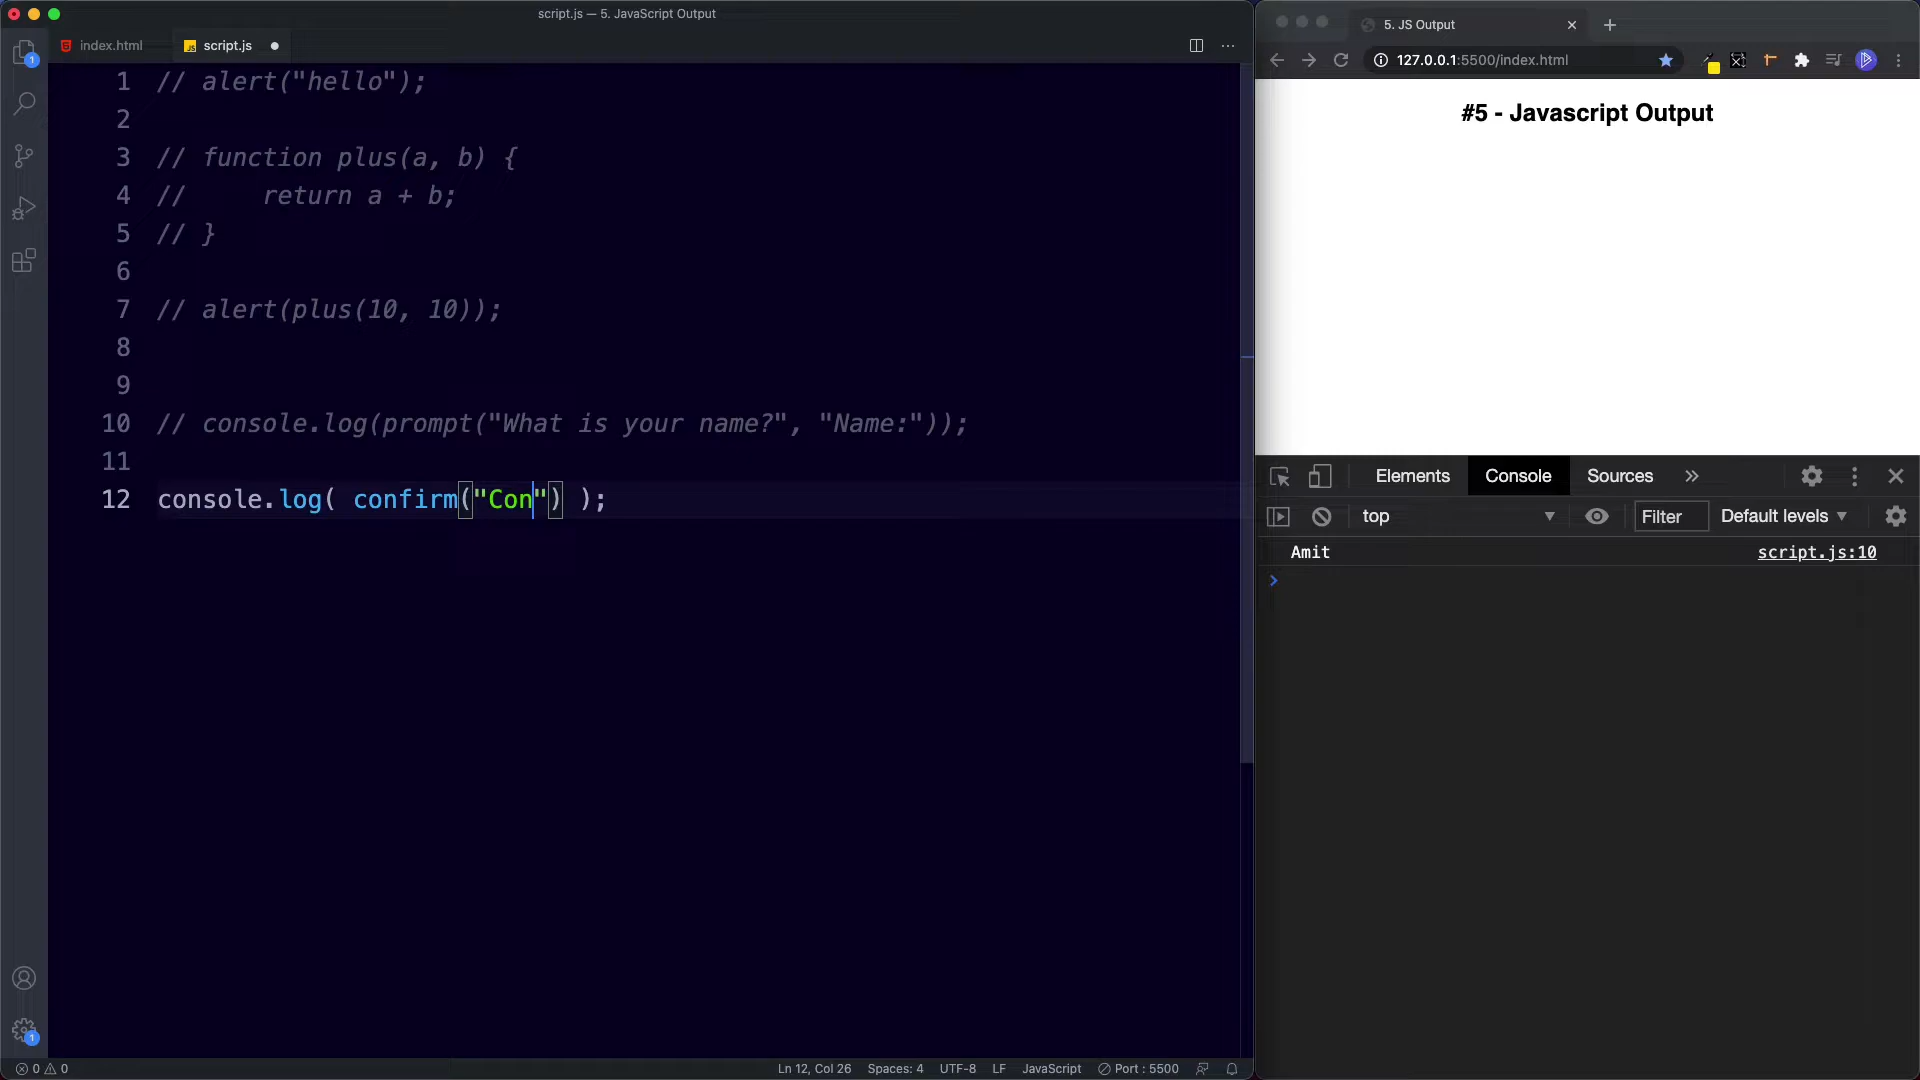 script.js — 5. JavaScript Output
index.html
script.js
1 // alert("hello");
2
3 // function plus(a, b) {
4 //     return a + b;
5 // }
6
7 // alert(plus(10, 10));
8
9
10 // console.log(prompt("What is your name?", "Name:"));
11
12 console.log( confirm("Con") );
1
1
0 0
Ln 12, Col 26
Spaces: 4
UTF-8
LF
JavaScript
Port : 5500
5. JS Output
127.0.0.1:5500/index.html
#5 - Javascript Output
Elements
Console
Sources
top
Filter
Default levels
Amit
script.js:10